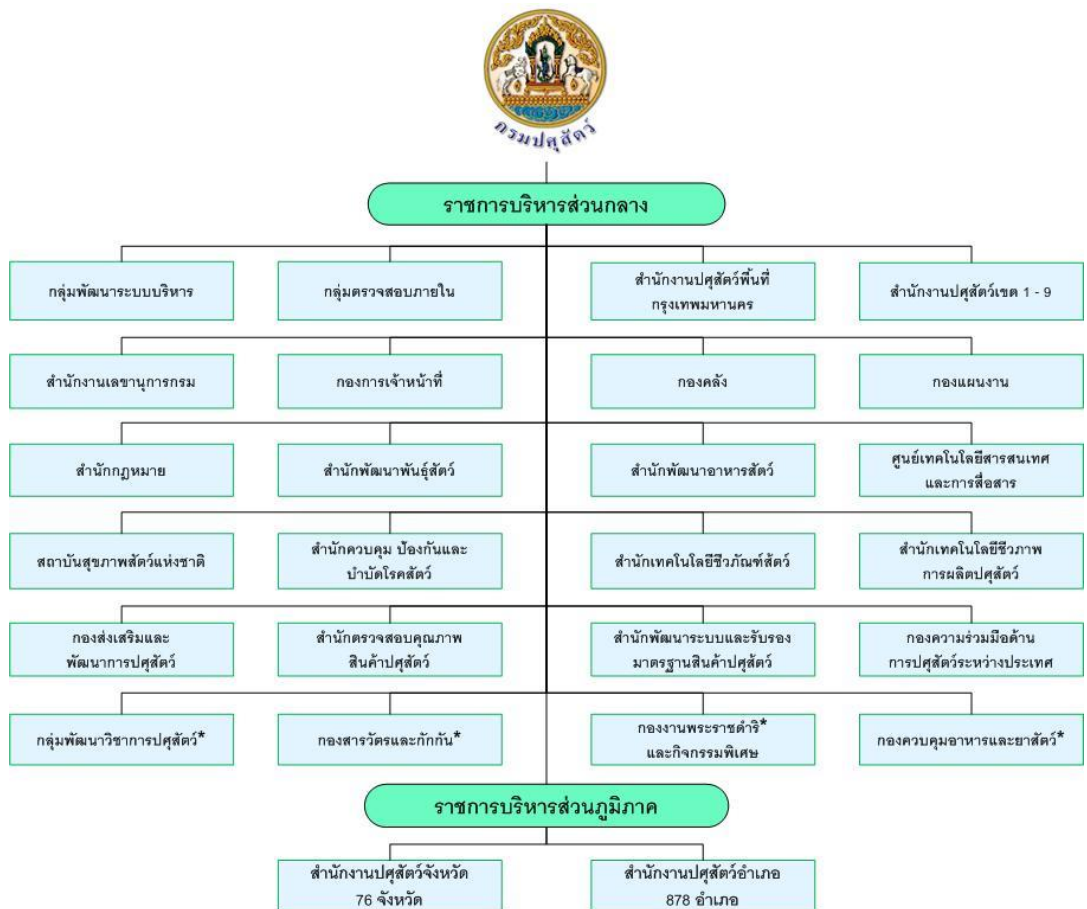 กรมปศุสัตว์
ราชการบริหารส่วนกลาง
กลุ่มพัฒนาระบบบริหาร
กลุ่มตรวจสอบภายใน
สำนักงานปศุสัตว์พื้นที่
กรุงเทพมหานคร
สำนักงานปศุสัตว์เขต 1 - 9
สำนักงานเลขานุการกรม
กองการเจ้าหน้าที่
กองคลัง
กองแผนงาน
สำนักกฎหมาย
สำนักพัฒนาพันธุ์สัตว์
สำนักพัฒนาอาหารสัตว์
ศูนย์เทคโนโลยีสารสนเทศ
และการสื่อสาร
สถาบันสุขภาพสัตว์แห่งชาติ
สำนักควบคุม ป้องกันและ
บำบัดโรคสัตว์
สำนักเทคโนโลยีชีวภัณฑ์สัตว์
สำนักเทคโนโลยีชีวภาพ
การผลิตปศุสัตว์
กองส่งเสริมและ
พัฒนาการปศุสัตว์
สำนักตรวจสอบคุณภาพ
สินค้าปศุสัตว์
สำนักพัฒนาระบบและรับรอง
มาตรฐานสินค้าปศุสัตว์
กองความร่วมมือด้าน
การปศุสัตว์ระหว่างประเทศ
กลุ่มพัฒนาวิชาการปศุสัตว์*
กองสารวัตรและกักกัน*
กองงานพระราชดำริ*
และกิจกรรมพิเศษ
กองควบคุมอาหารและยาสัตว์*
ราชการบริหารส่วนภูมิภาค
สำนักงานปศุสัตว์จังหวัด
76 จังหวัด
สำนักงานปศุสัตว์อำเภอ
878 อำเภอ